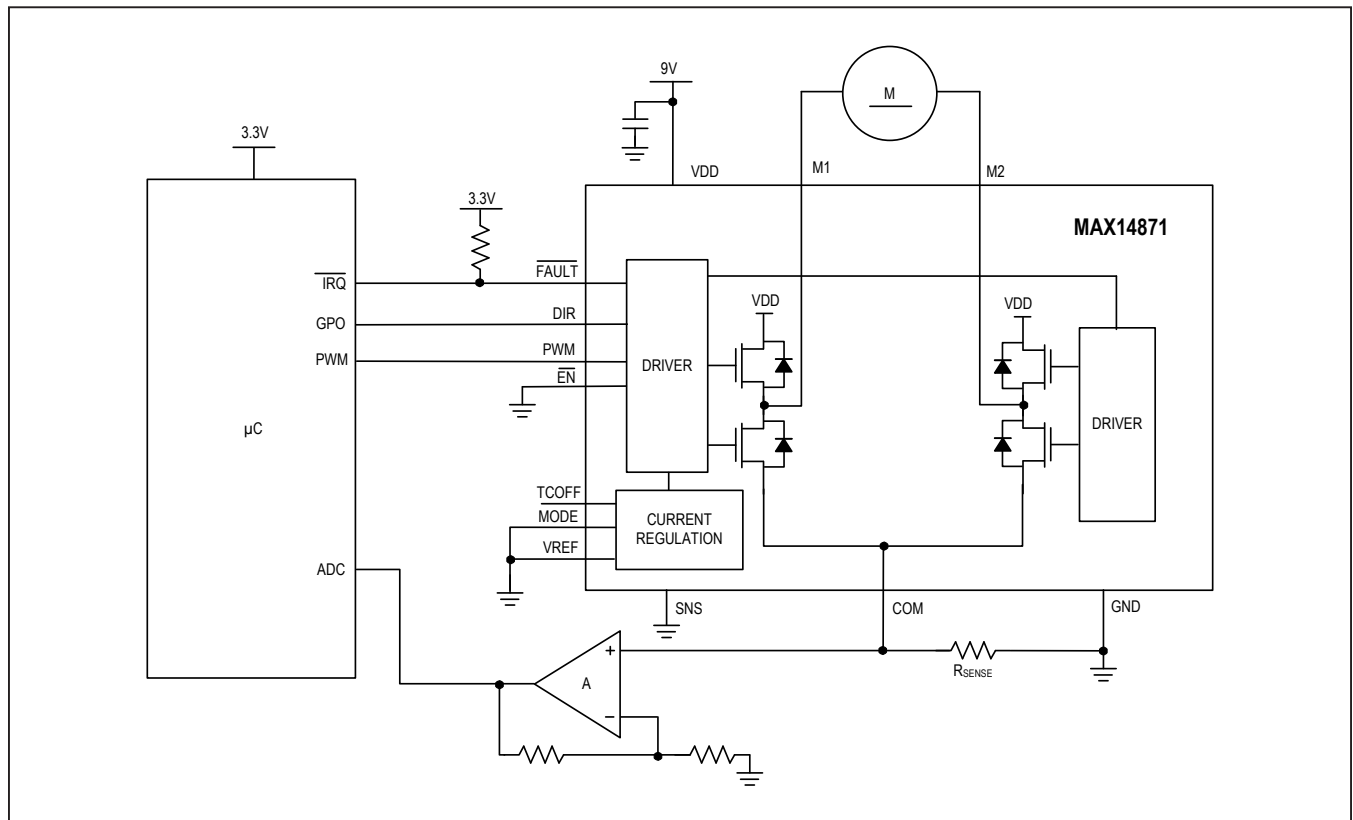 9V
M
3.3V
VDD
M1
M2
3.3V
MAX14871
IRQ
FAULT
VDD
VDD
GPO
DIR
PWM
PWM
DRIVER
EN
DRIVER
µC
TCOFF
MODE
CURRENT
REGULATION
VREF
ADC
SNS
COM
GND
+
A
RSENSE
−